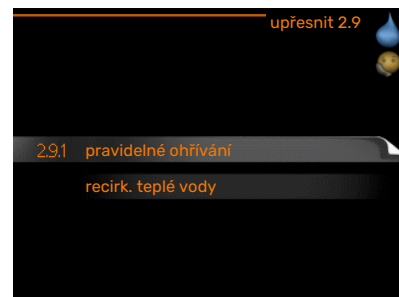 upřesnit 2.9
2.9.1 pravidelné ohřívání
recirk. teplé vody